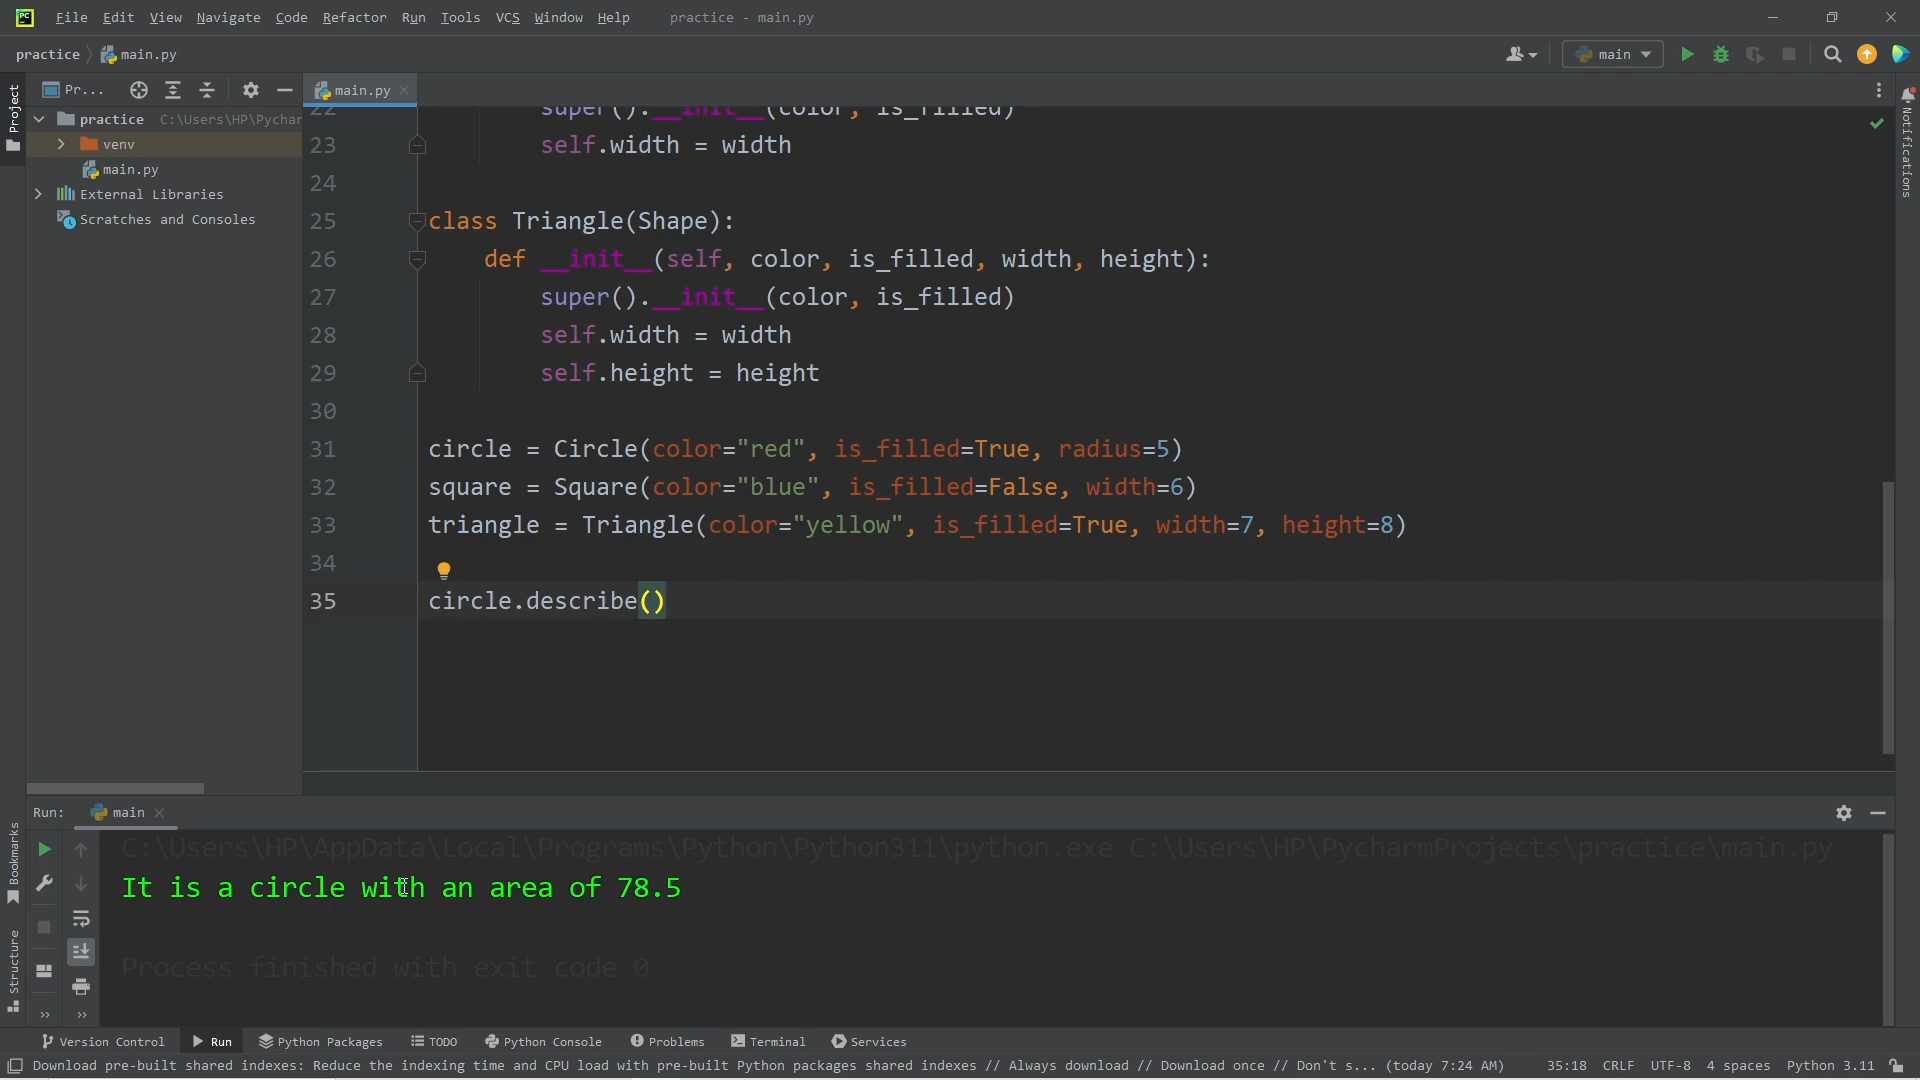 File Edit View Navigate Code Refactor Run Tools VCS Window Help practice - main.py
practice main.py main
Project Pr... main.py
practice C:\Users\HP\Pychar
venv
main.py
External Libraries
Scratches and Consoles
Notifications
22 super().__init__(color, is_filled)
23 self.width = width
24
25 class Triangle(Shape):
26 def __init__(self, color, is_filled, width, height):
27 super().__init__(color, is_filled)
28 self.width = width
29 self.height = height
30
31 circle = Circle(color="red", is_filled=True, radius=5)
32 square = Square(color="blue", is_filled=False, width=6)
33 triangle = Triangle(color="yellow", is_filled=True, width=7, height=8)
34
35 circle.describe()
Run: main
C:\Users\HP\AppData\Local\Programs\Python\Python311\python.exe C:\Users\HP\PycharmProjects\practice\main.py
It is a circle with an area of 78.5
Process finished with exit code 0
Bookmarks
Structure
Version Control Run Python Packages TODO Python Console Problems Terminal Services
Download pre-built shared indexes: Reduce the indexing time and CPU load with pre-built Python packages shared indexes // Always download // Download once // Don't s... (today 7:24 AM) 35:18 CRLF UTF-8 4 spaces Python 3.11